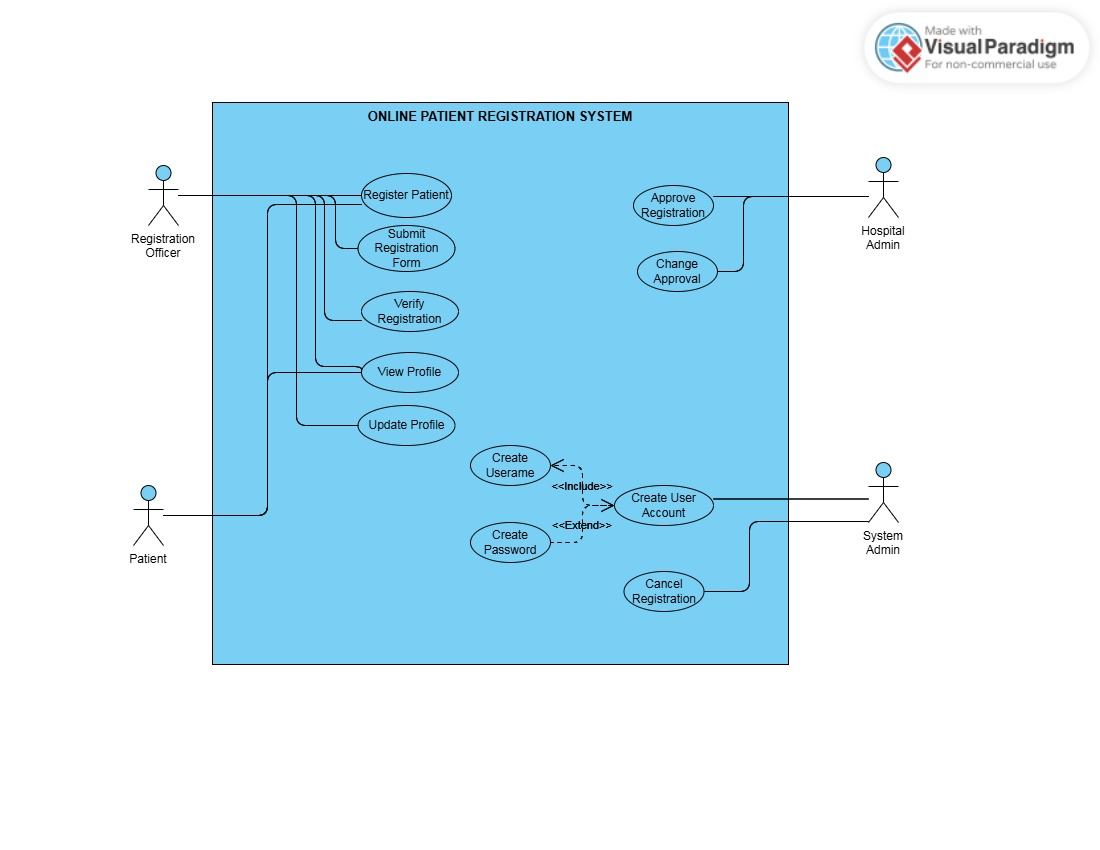 Made with
Visual Paradigm
For non-commercial use
ONLINE PATIENT REGISTRATION SYSTEM
Registration
Officer
Register Patient
Submit
Registration
Form
Verify
Registration
View Profile
Update Profile
Approve
Registration
Change
Approval
Hospital
Admin
Create
Userame
<<Include>>
Create User
Account
<<Extend>>
Create
Password
Cancel
Registration
System
Admin
Patient